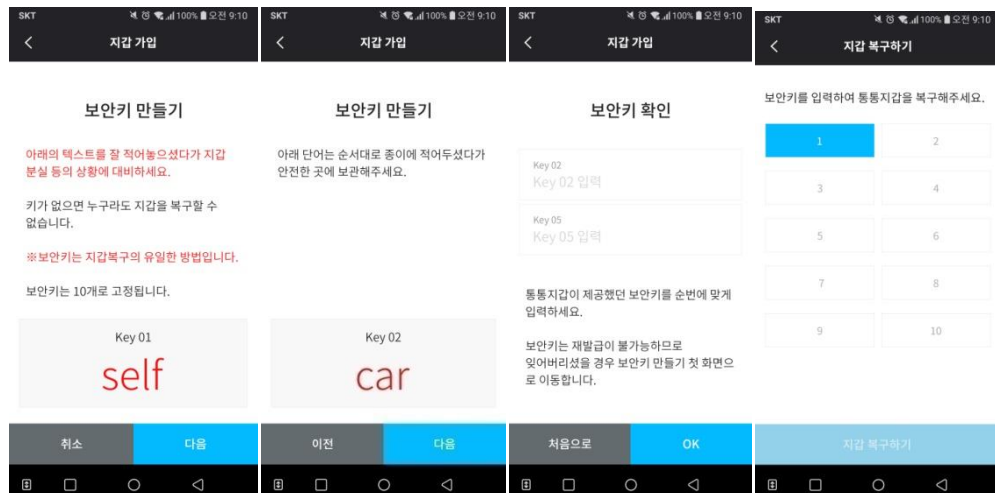 SKT 100% 오전 9:10
지갑 가입
보안키 만들기
아래의 텍스트를 잘 적어놓으셨다가 지갑
분실 등의 상황에 대비하세요.
키가 없으면 누구라도 지갑을 복구할 수
없습니다.
※보안키는 지갑복구의 유일한 방법입니다.
보안키는 10개로 고정됩니다.
Key 01
self
취소 다음
SKT 100% 오전 9:10
지갑 가입
보안키 만들기
아래 단어는 순서대로 종이에 적어두셨다가
안전한 곳에 보관해주세요.
Key 02
car
이전 다음
SKT 100% 오전 9:10
지갑 가입
보안키 확인
Key 02
Key 02 입력
Key 05
Key 05 입력
통통지갑이 제공했던 보안키를 순번에 맞게
입력하세요.
보안키는 재발급이 불가능하므로
잊어버리셨을 경우 보안키 만들기 첫 화면으
로 이동합니다.
처음으로 OK
SKT 100% 오전 9:10
지갑 복구하기
보안키를 입력하여 통통지갑을 복구해주세요.
1 2
3 4
5 6
7 8
9 10
지갑 복구하기